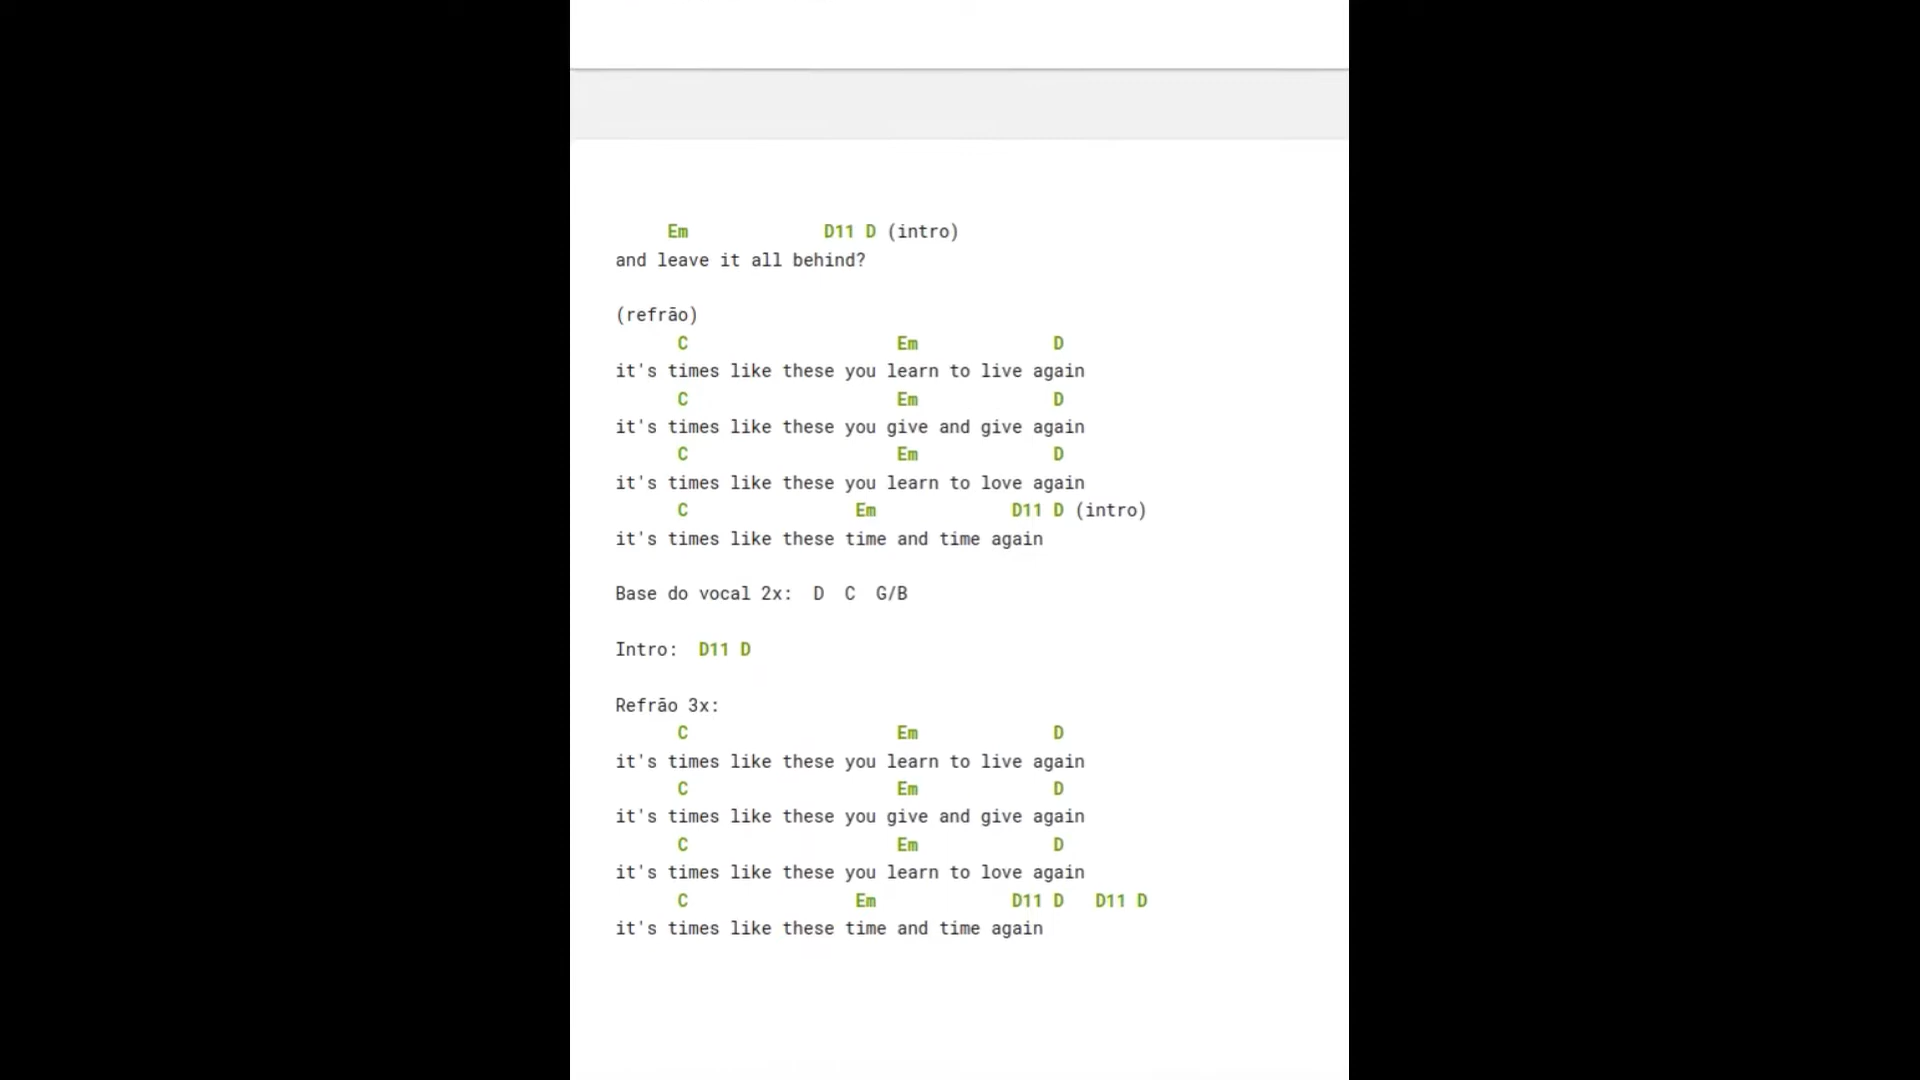 Em D11 D (intro)
and leave it all behind?
(refrão)
C Em D
it's times like these you learn to live again
C Em D
it's times like these you give and give again
C Em D
it's times like these you learn to love again
C Em D11 D (intro)
it's times like these time and time again
Base do vocal 2x: D C G/B
Intro: D11 D
Refrão 3x:
C Em D
it's times like these you learn to live again
C Em D
it's times like these you give and give again
C Em D
it's times like these you learn to love again
C Em D11 D D11 D
it's times like these time and time again